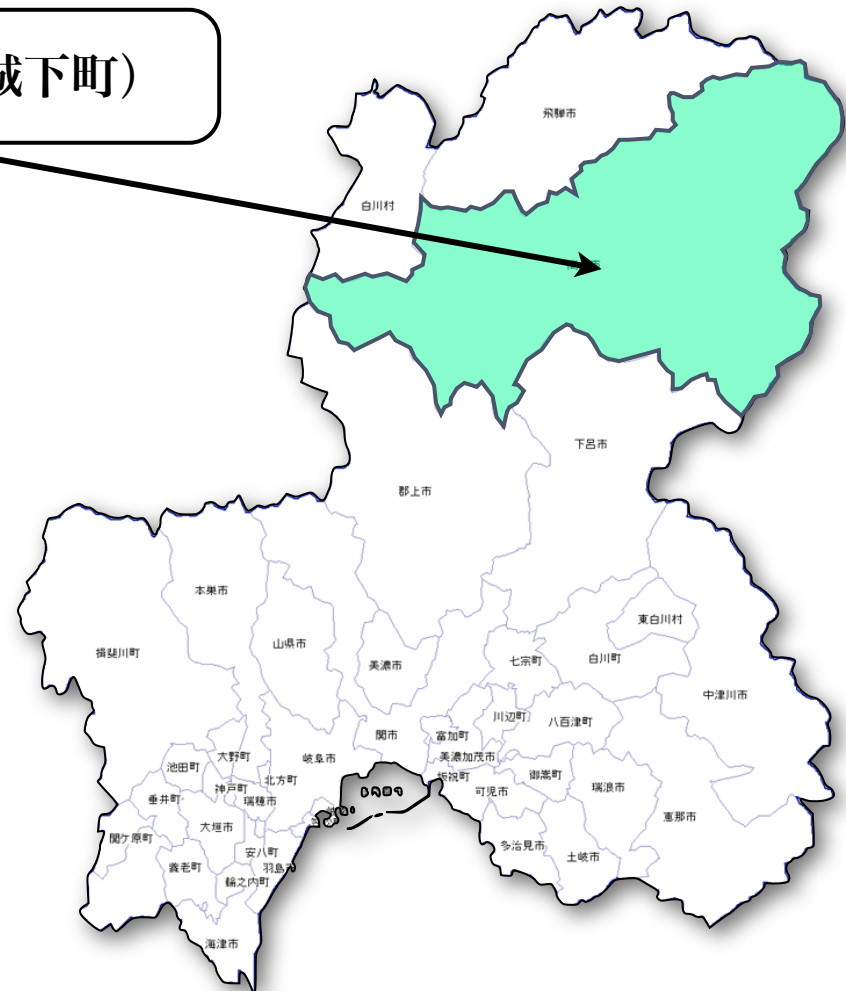 城下町）
飛騨市
白川村
下呂市
郡上市
本巣市
東白川村
山県市
揖斐川町
美濃市
七宗町
白川町
中津川市
川辺町
八百津町
関市
富加町
大野町
岐阜市
美濃加茂市
池田町
北方町
坂祝町
御嵩町
神戸町
可児市
瑞浪市
垂井町
瑞穂市
恵那市
大垣市
関ケ原町
多治見市
安八町
土岐市
養老町
羽島市
輪之内町
海津市